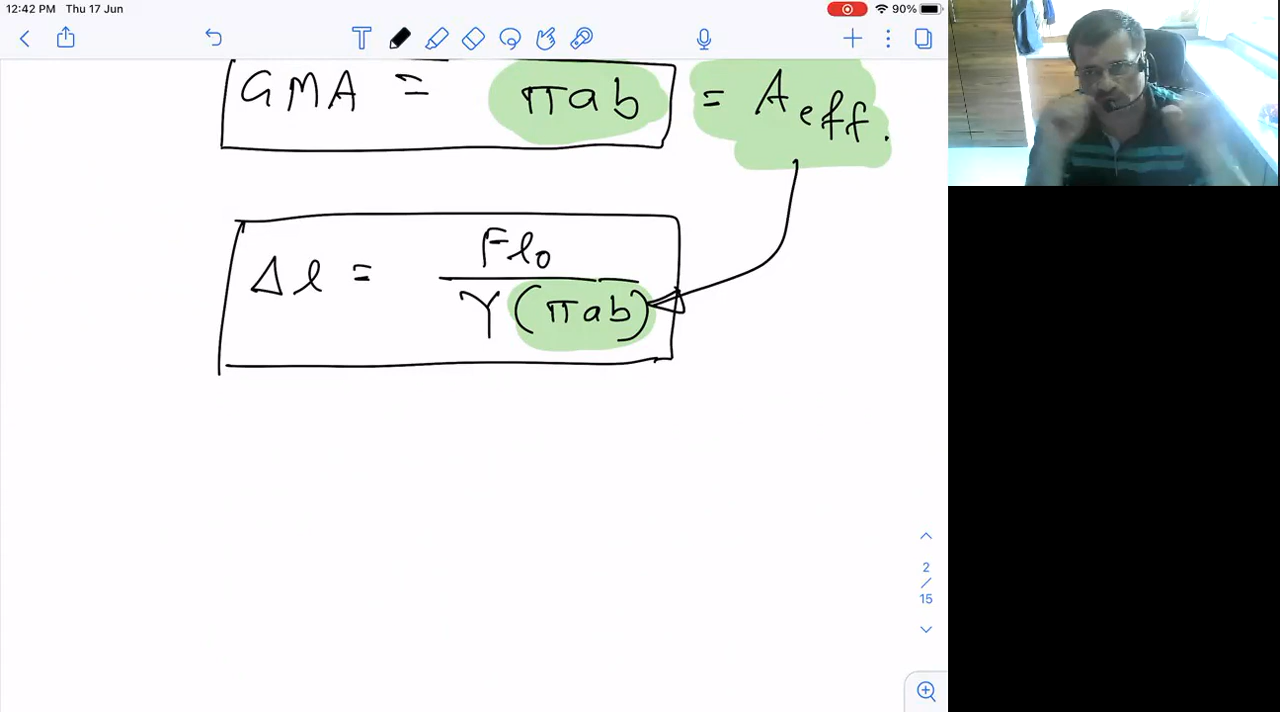 12:42 PM Thu 17 Jun
90%
T
GMA = πab = Aeff.
Δl = Fl₀ / Y(πab)
2
/
15